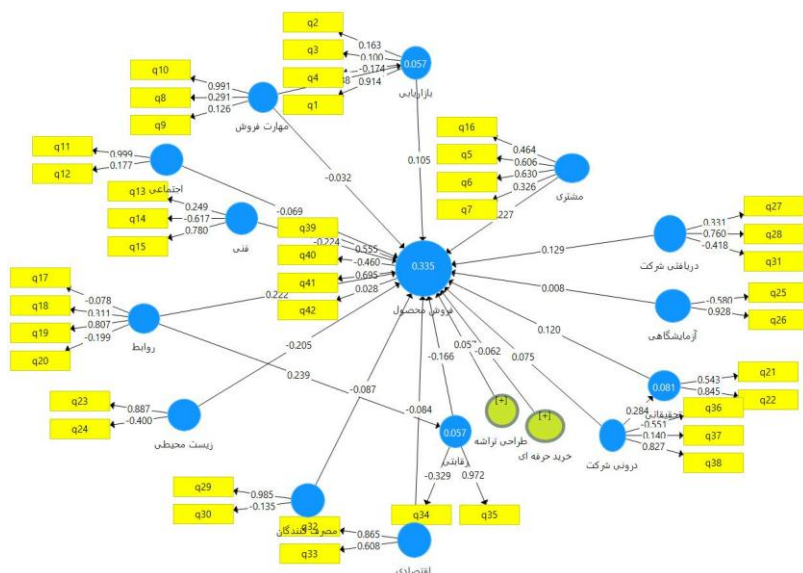 q2
0.163
q3
0.100
q4
-0.174
q1
0.914
0.057
بازاریابی
q10
0.991
q8
0.291
q9
0.126
مهارت فروش
q16
0.464
q5
0.606
q6
0.630
q7
0.326
مشتری
0.105
-0.032
q11
0.999
q12
0.177
اجتماعی
q13
0.249
q14
-0.617
q15
0.780
فنی
-0.069
-0.224
q39
0.555
q40
-0.460
q41
0.695
q42
0.028
0.335
فروش محصول
q27
0.331
q28
0.760
q31
-0.418
دریافتی شرکت
0.129
0.008
q25
-0.580
q26
0.928
آزمایشگاهی
q17
-0.078
q18
0.311
q19
0.807
q20
-0.199
روابط
0.222
-0.205
0.239
-0.087
-0.084
-0.166
-0.062
0.075
0.120
q21
0.543
q22
0.845
0.081
تحقیقاتی
0.284
q36
-0.551
q37
0.140
q38
0.827
درونی شرکت
q23
0.887
q24
-0.400
زیست محیطی
[+]
طراحی تراشه
[+]
خرید حرفه ای
0.057
رقابتی
-0.329
0.972
q34
q35
q29
0.985
q30
-0.135
مصرف کنندگان
q32
0.865
q33
0.608
اقتصادی